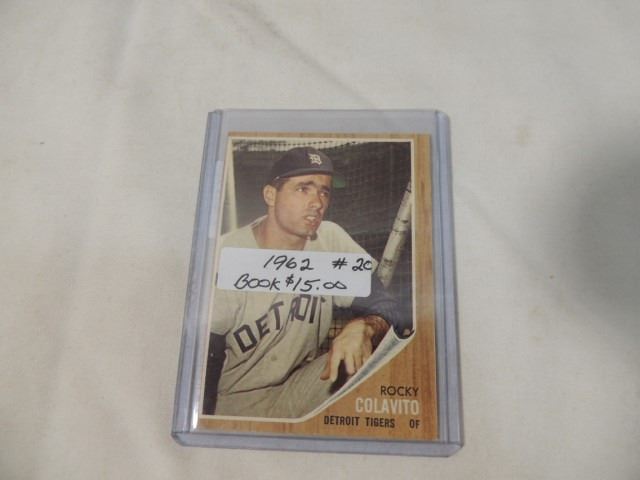 B
1962 #20
BOOK $15.00
DETROIT
ROCKY
COLAVITO
DETROIT TIGERS OF